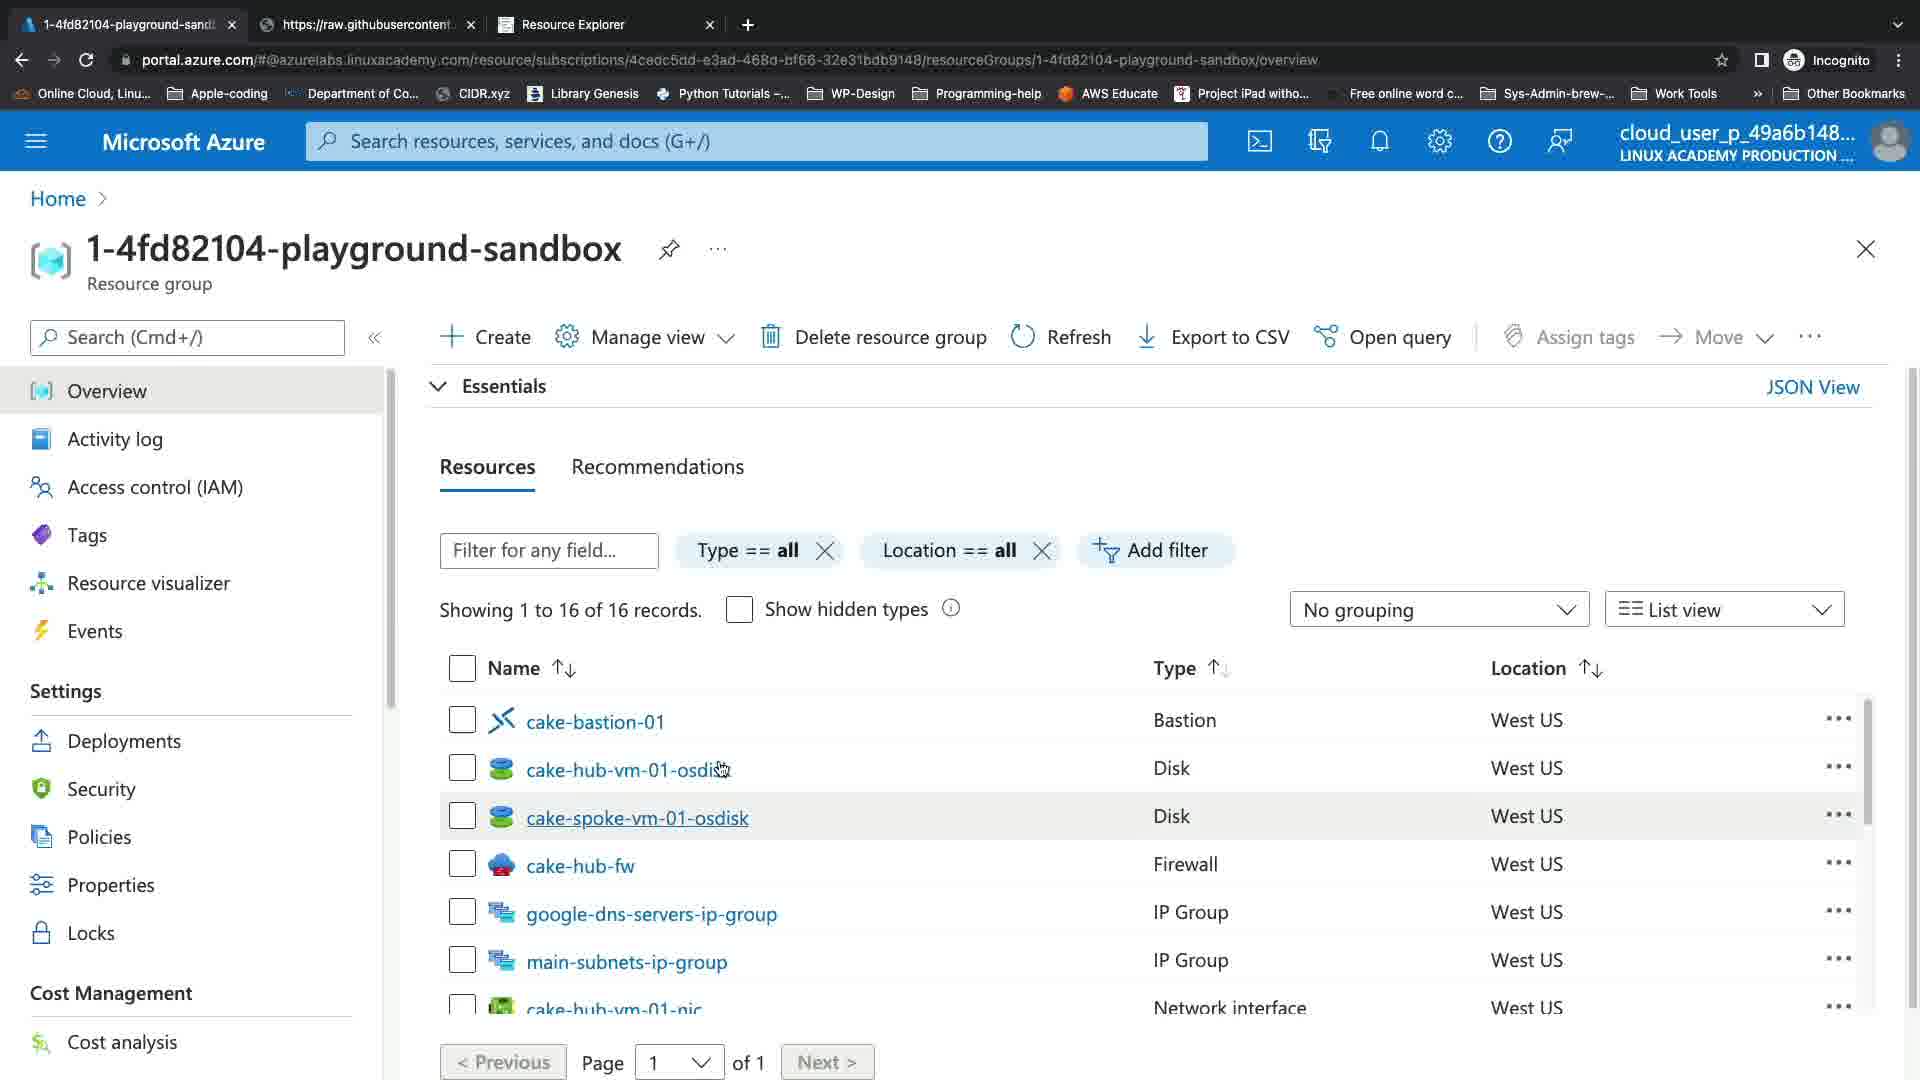 1-4fd82104-playground-sand
https://raw.githubusercontent.
Resource Explorer
portal.azure.com/#@azurelabs.linuxacademy.com/resource/subscriptions/4cedc5dd-e3ad-468d-bf66-32e31bdb9148/resourceGroups/1-4fd82104-playground-sandbox/overview
Incognito
Online Cloud, Linu...
Apple-coding
Department of Co...
CIDR.xyz
Library Genesis
Python Tutorials –...
WP-Design
Programming-help
AWS Educate
Project iPad witho...
Free online word c...
Sys-Admin-brew-...
Work Tools
»
Other Bookmarks
Microsoft Azure
Search resources, services, and docs (G+/)
cloud_user_p_49a6b148...
LINUX ACADEMY PRODUCTION ...
Home >
1-4fd82104-playground-sandbox
...
Resource group
Search (Cmd+/)
«
Create
Manage view
Delete resource group
Refresh
Export to CSV
Open query
Assign tags
Move
...
Overview
Activity log
Access control (IAM)
Tags
Resource visualizer
Events
Settings
Deployments
Security
Policies
Properties
Locks
Cost Management
Cost analysis
Essentials
JSON View
Resources
Recommendations
Filter for any field...
Type == all
Location == all
Add filter
Showing 1 to 16 of 16 records.
Show hidden types
No grouping
List view
Name
Type
Location
cake-bastion-01 Bastion West US
cake-hub-vm-01-osdisk Disk West US
cake-spoke-vm-01-osdisk Disk West US
cake-hub-fw Firewall West US
google-dns-servers-ip-group IP Group West US
main-subnets-ip-group IP Group West US
cake-hub-vm-01-nic Network interface West US
< Previous
Page 1 of 1
Next >